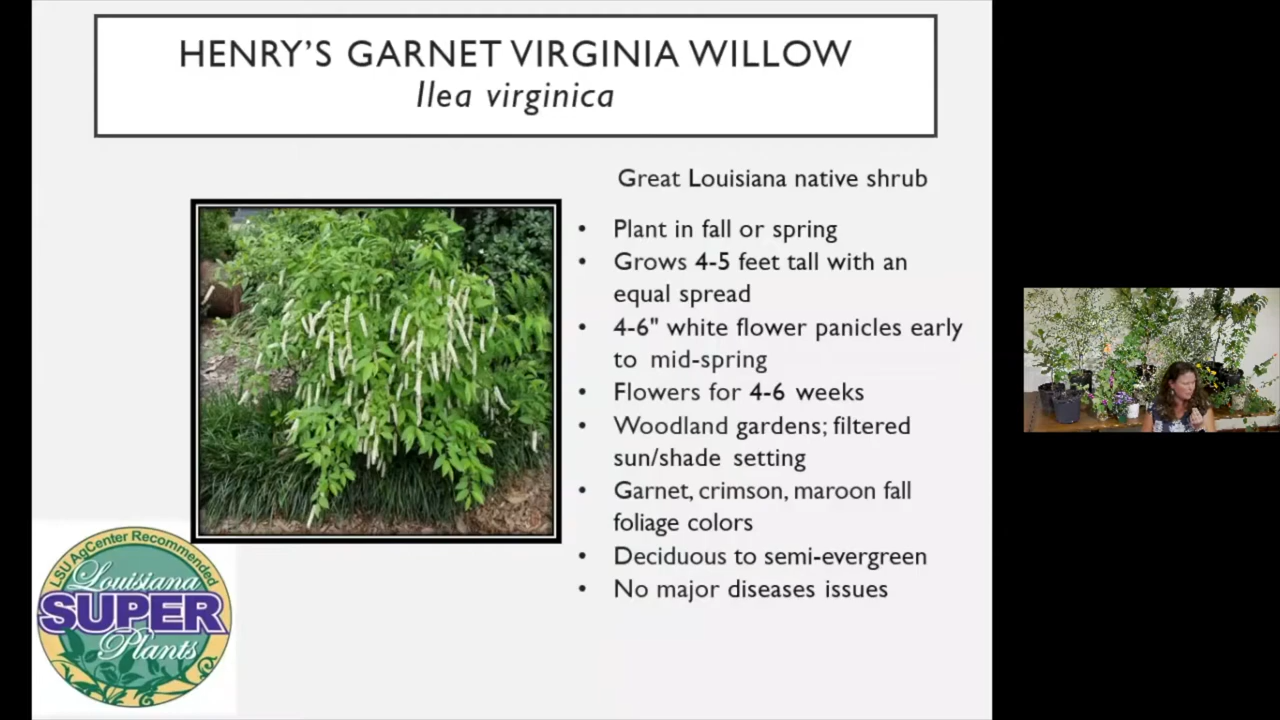 HENRY'S GARNET VIRGINIA WILLOW
Ilea virginica
Great Louisiana native shrub
• Plant in fall or spring
• Grows 4-5 feet tall with an
equal spread
• 4-6" white flower panicles early
to mid-spring
• Flowers for 4-6 weeks
• Woodland gardens; filtered
sun/shade setting
• Garnet, crimson, maroon fall
foliage colors
• Deciduous to semi-evergreen
• No major diseases issues
LSU AgCenter Recommended
Louisiana
SUPER
Plants